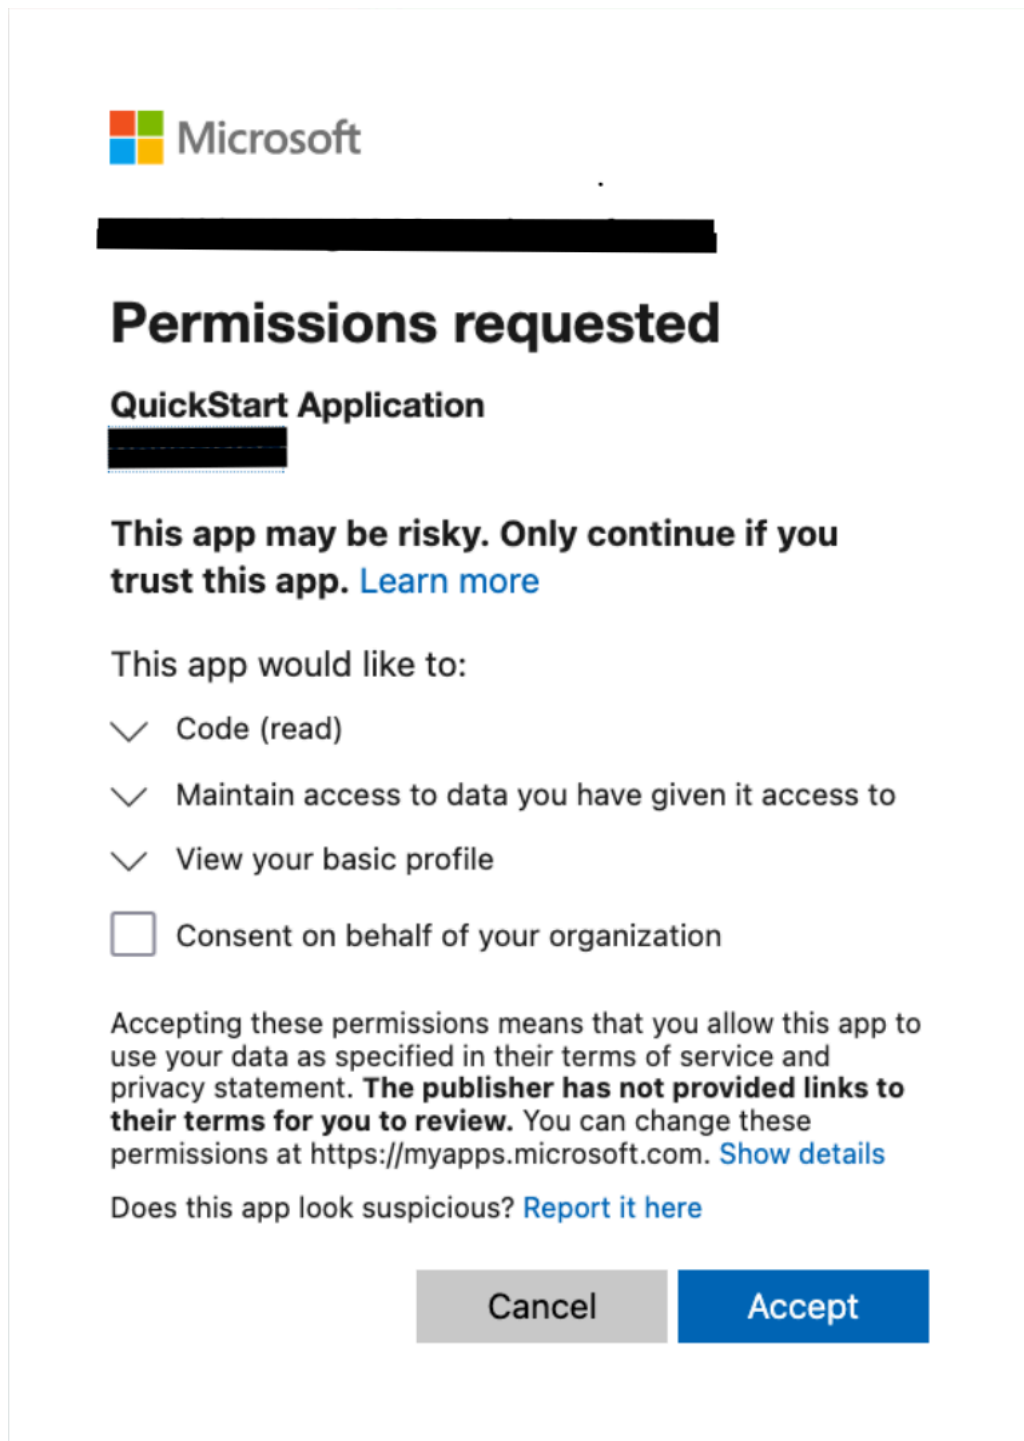 Microsoft
Permissions requested
QuickStart Application
This app may be risky. Only continue if you
trust this app. Learn more
This app would like to:
Code (read)
Maintain access to data you have given it access to
View your basic profile
Consent on behalf of your organization
Accepting these permissions means that you allow this app to
use your data as specified in their terms of service and
privacy statement. The publisher has not provided links to
their terms for you to review. You can change these
permissions at https://myapps.microsoft.com. Show details
Does this app look suspicious? Report it here
Cancel Accept